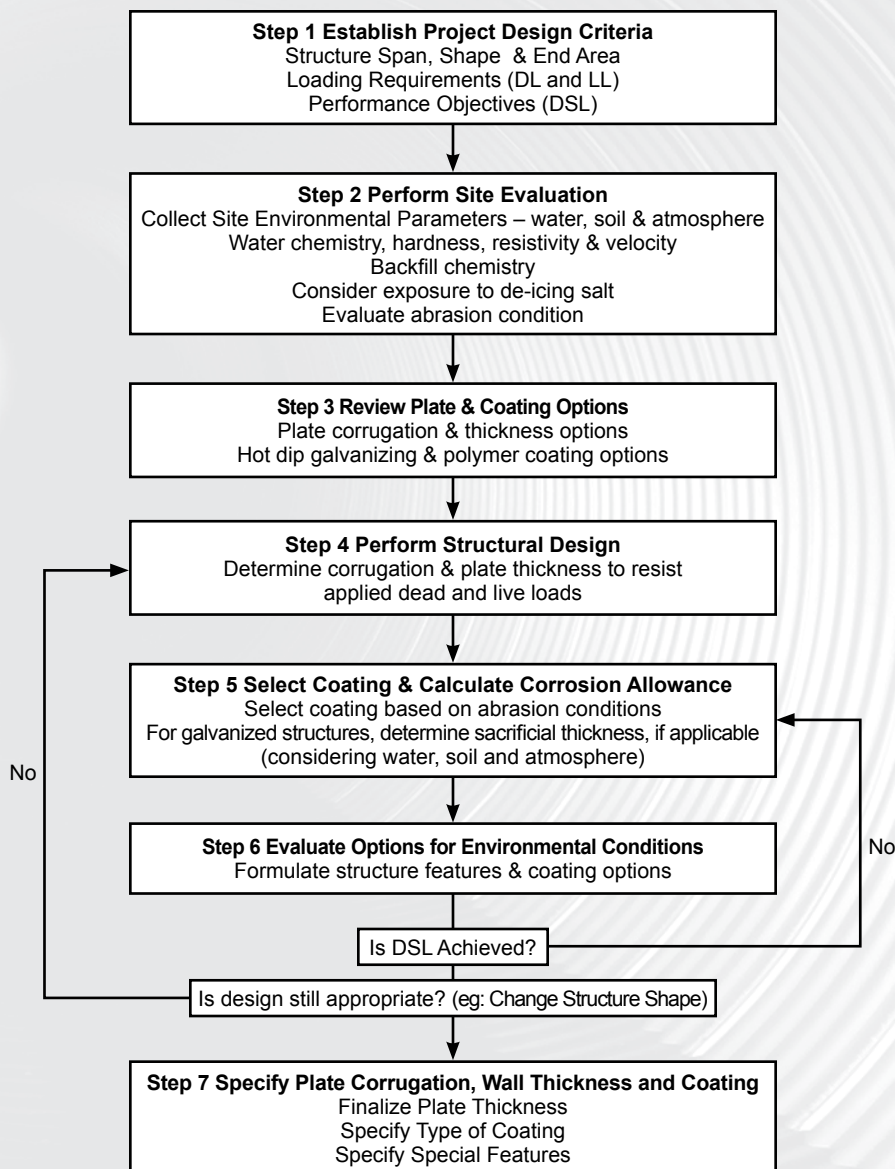 Step 1 Establish Project Design Criteria
Structure Span, Shape & End Area
Loading Requirements (DL and LL)
Performance Objectives (DSL)
Step 2 Perform Site Evaluation
Collect Site Environmental Parameters – water, soil & atmosphere
Water chemistry, hardness, resistivity & velocity
Backfill chemistry
Consider exposure to de-icing salt
Evaluate abrasion condition
Step 3 Review Plate & Coating Options
Plate corrugation & thickness options
Hot dip galvanizing & polymer coating options
Step 4 Perform Structural Design
Determine corrugation & plate thickness to resist
applied dead and live loads
Step 5 Select Coating & Calculate Corrosion Allowance
Select coating based on abrasion conditions
For galvanized structures, determine sacrificial thickness, if applicable
(considering water, soil and atmosphere)
No
Step 6 Evaluate Options for Environmental Conditions
Formulate structure features & coating options
No
Is DSL Achieved?
Is design still appropriate? (eg: Change Structure Shape)
Step 7 Specify Plate Corrugation, Wall Thickness and Coating
Finalize Plate Thickness
Specify Type of Coating
Specify Special Features